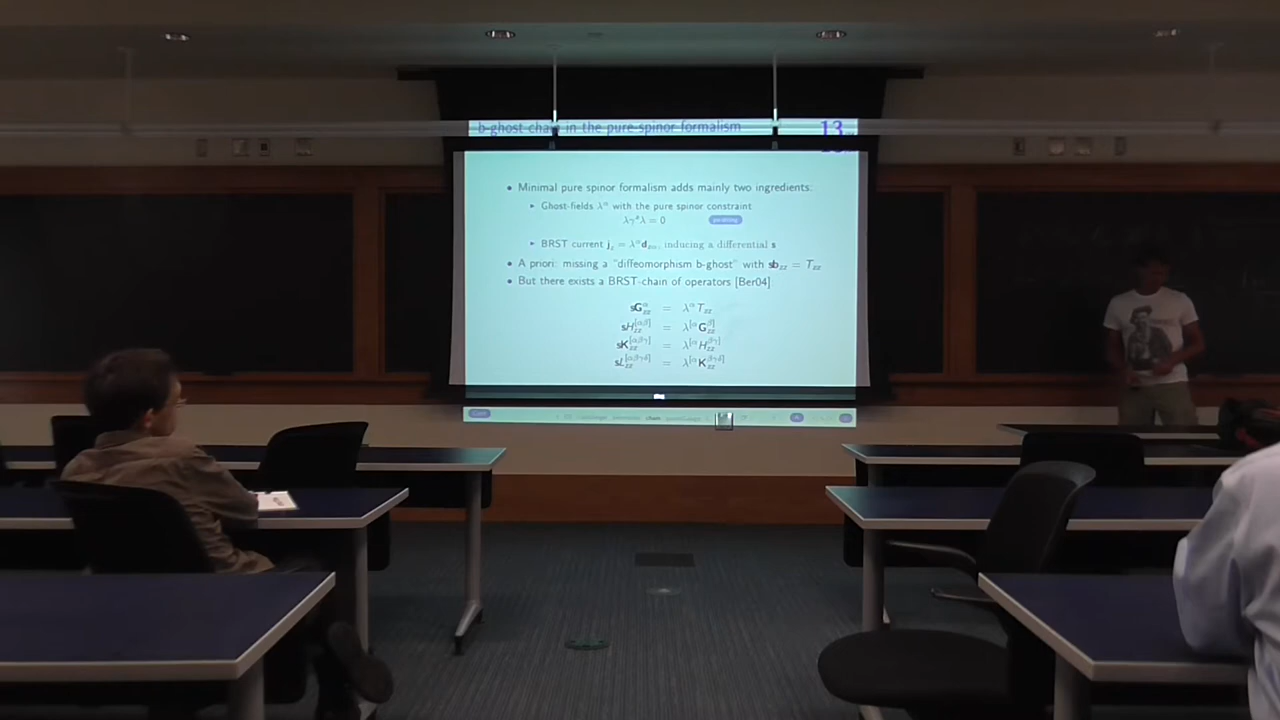 b-ghost chain in the pure spinor formalism 13
• Minimal pure spinor formalism adds mainly two ingredients:
► Ghost-fields λ^α with the pure spinor constraint
λγ^aλ = 0
► BRST current j_z = λ^α d_zα, inducing a differential s
• A priori: missing a "diffeomorphism b-ghost" with sb_zz = T_zz
• But there exists a BRST-chain of operators [Ber04]
sG^α_zz = λ^α T_zz
sH^[αβ]_zz = λ^[α G^β]_zz
sK^[αβγ]_zz = λ^[α H^βγ]_zz
sL^[αβγδ]_zz = λ^[α K^βγδ]_zz